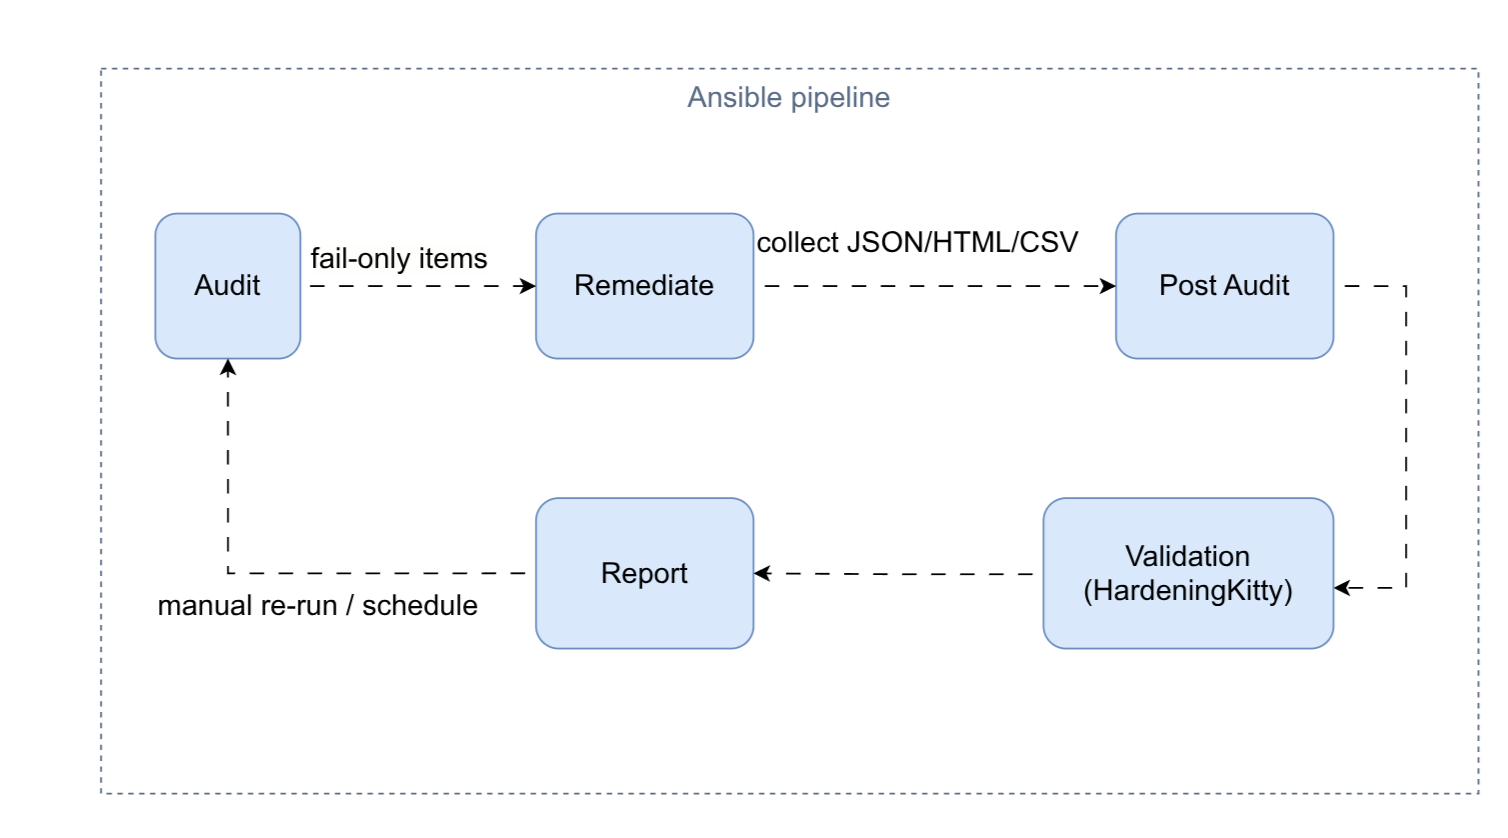 Ansible pipeline
Audit
fail-only items
Remediate
collect JSON/HTML/CSV
Post Audit
Validation
(HardeningKitty)
Report
manual re-run / schedule